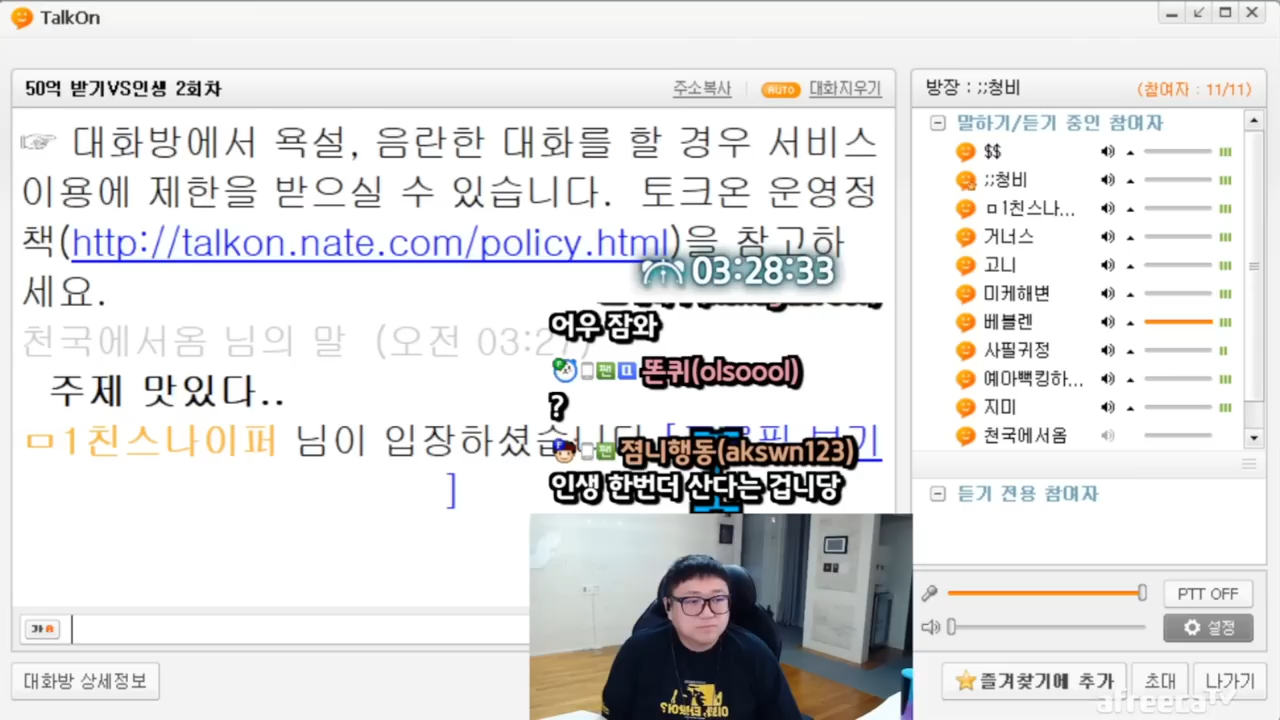 TalkOn
50억 받기VS인생 2회차
주소복사
AUTO
대화지우기
☞ 대화방에서 욕설, 음란한 대화를 할 경우 서비스
이용에 제한을 받으실 수 있습니다. 토크온 운영정
책(http://talkon.nate.com/policy.html)을 참고하
세요.
03:28:33
천국에서옴 님의 말 (오전 03:27)
주제 맛있다..
ㅁ1친스나이퍼 님이 입장하셨습니다
]
어우 잠와
똔퀴(olsoool)
?
졈니행동(akswn123)
인생 한번데 산다는 겁니당
가a
대화방 상세정보
방장 : ;;청비
(참여자 : 11/11)
말하기/듣기 중인 참여자
$$
;;청비
ㅁ1친스나...
거너스
고니
미케해변
베블렌
사필귀정
예아빽킹하...
지미
천국에서옴
듣기 전용 참여자
PTT OFF
설정
즐겨찾기에 추가
초대
나가기
afreecaTV